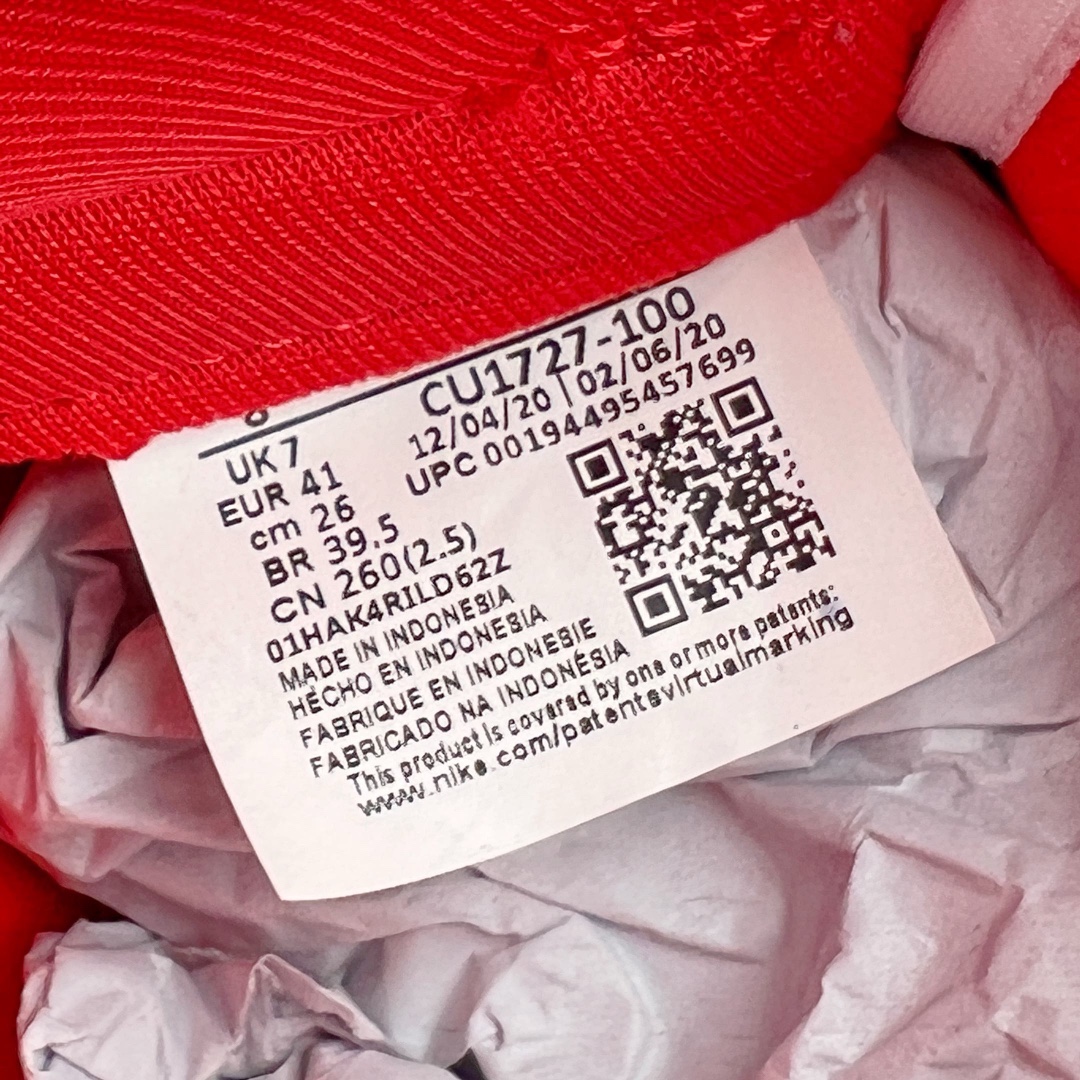 CU1727-100
12/04/20 | 02/06/20
UPC 00194495457699
UK 7
EUR 41
cm 26
BR 39.5
CN 260(2.5)
01HAK4RILD62Z
MADE IN INDONESIA
HECHO EN INDONESIA
FABRIQUE EN INDONESIE
FABRICADO NA INDONÉSIA
This product is covered by one or more patents:
www.nike.com/patentsvirtualmarking